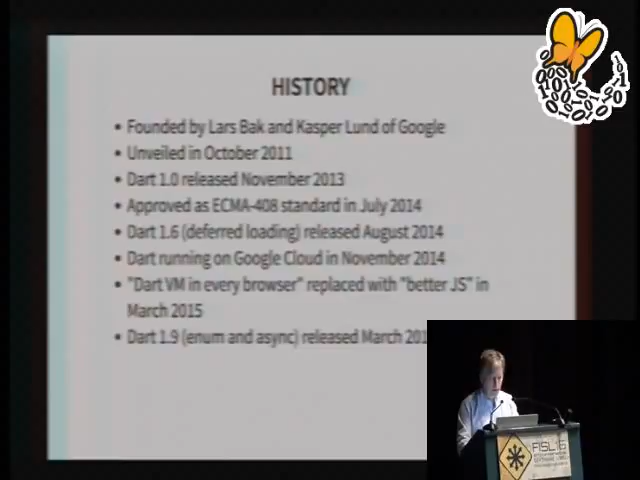 HISTORY
• Founded by Lars Bak and Kasper Lund of Google
• Unveiled in October 2011
• Dart 1.0 released November 2013
• Approved as ECMA-408 standard in July 2014
• Dart 1.6 (deferred loading) released August 2014
• Dart running on Google Cloud in November 2014
• "Dart VM in every browser" replaced with "better JS" in
March 2015
• Dart 1.9 (enum and async) released March 201
FISL16